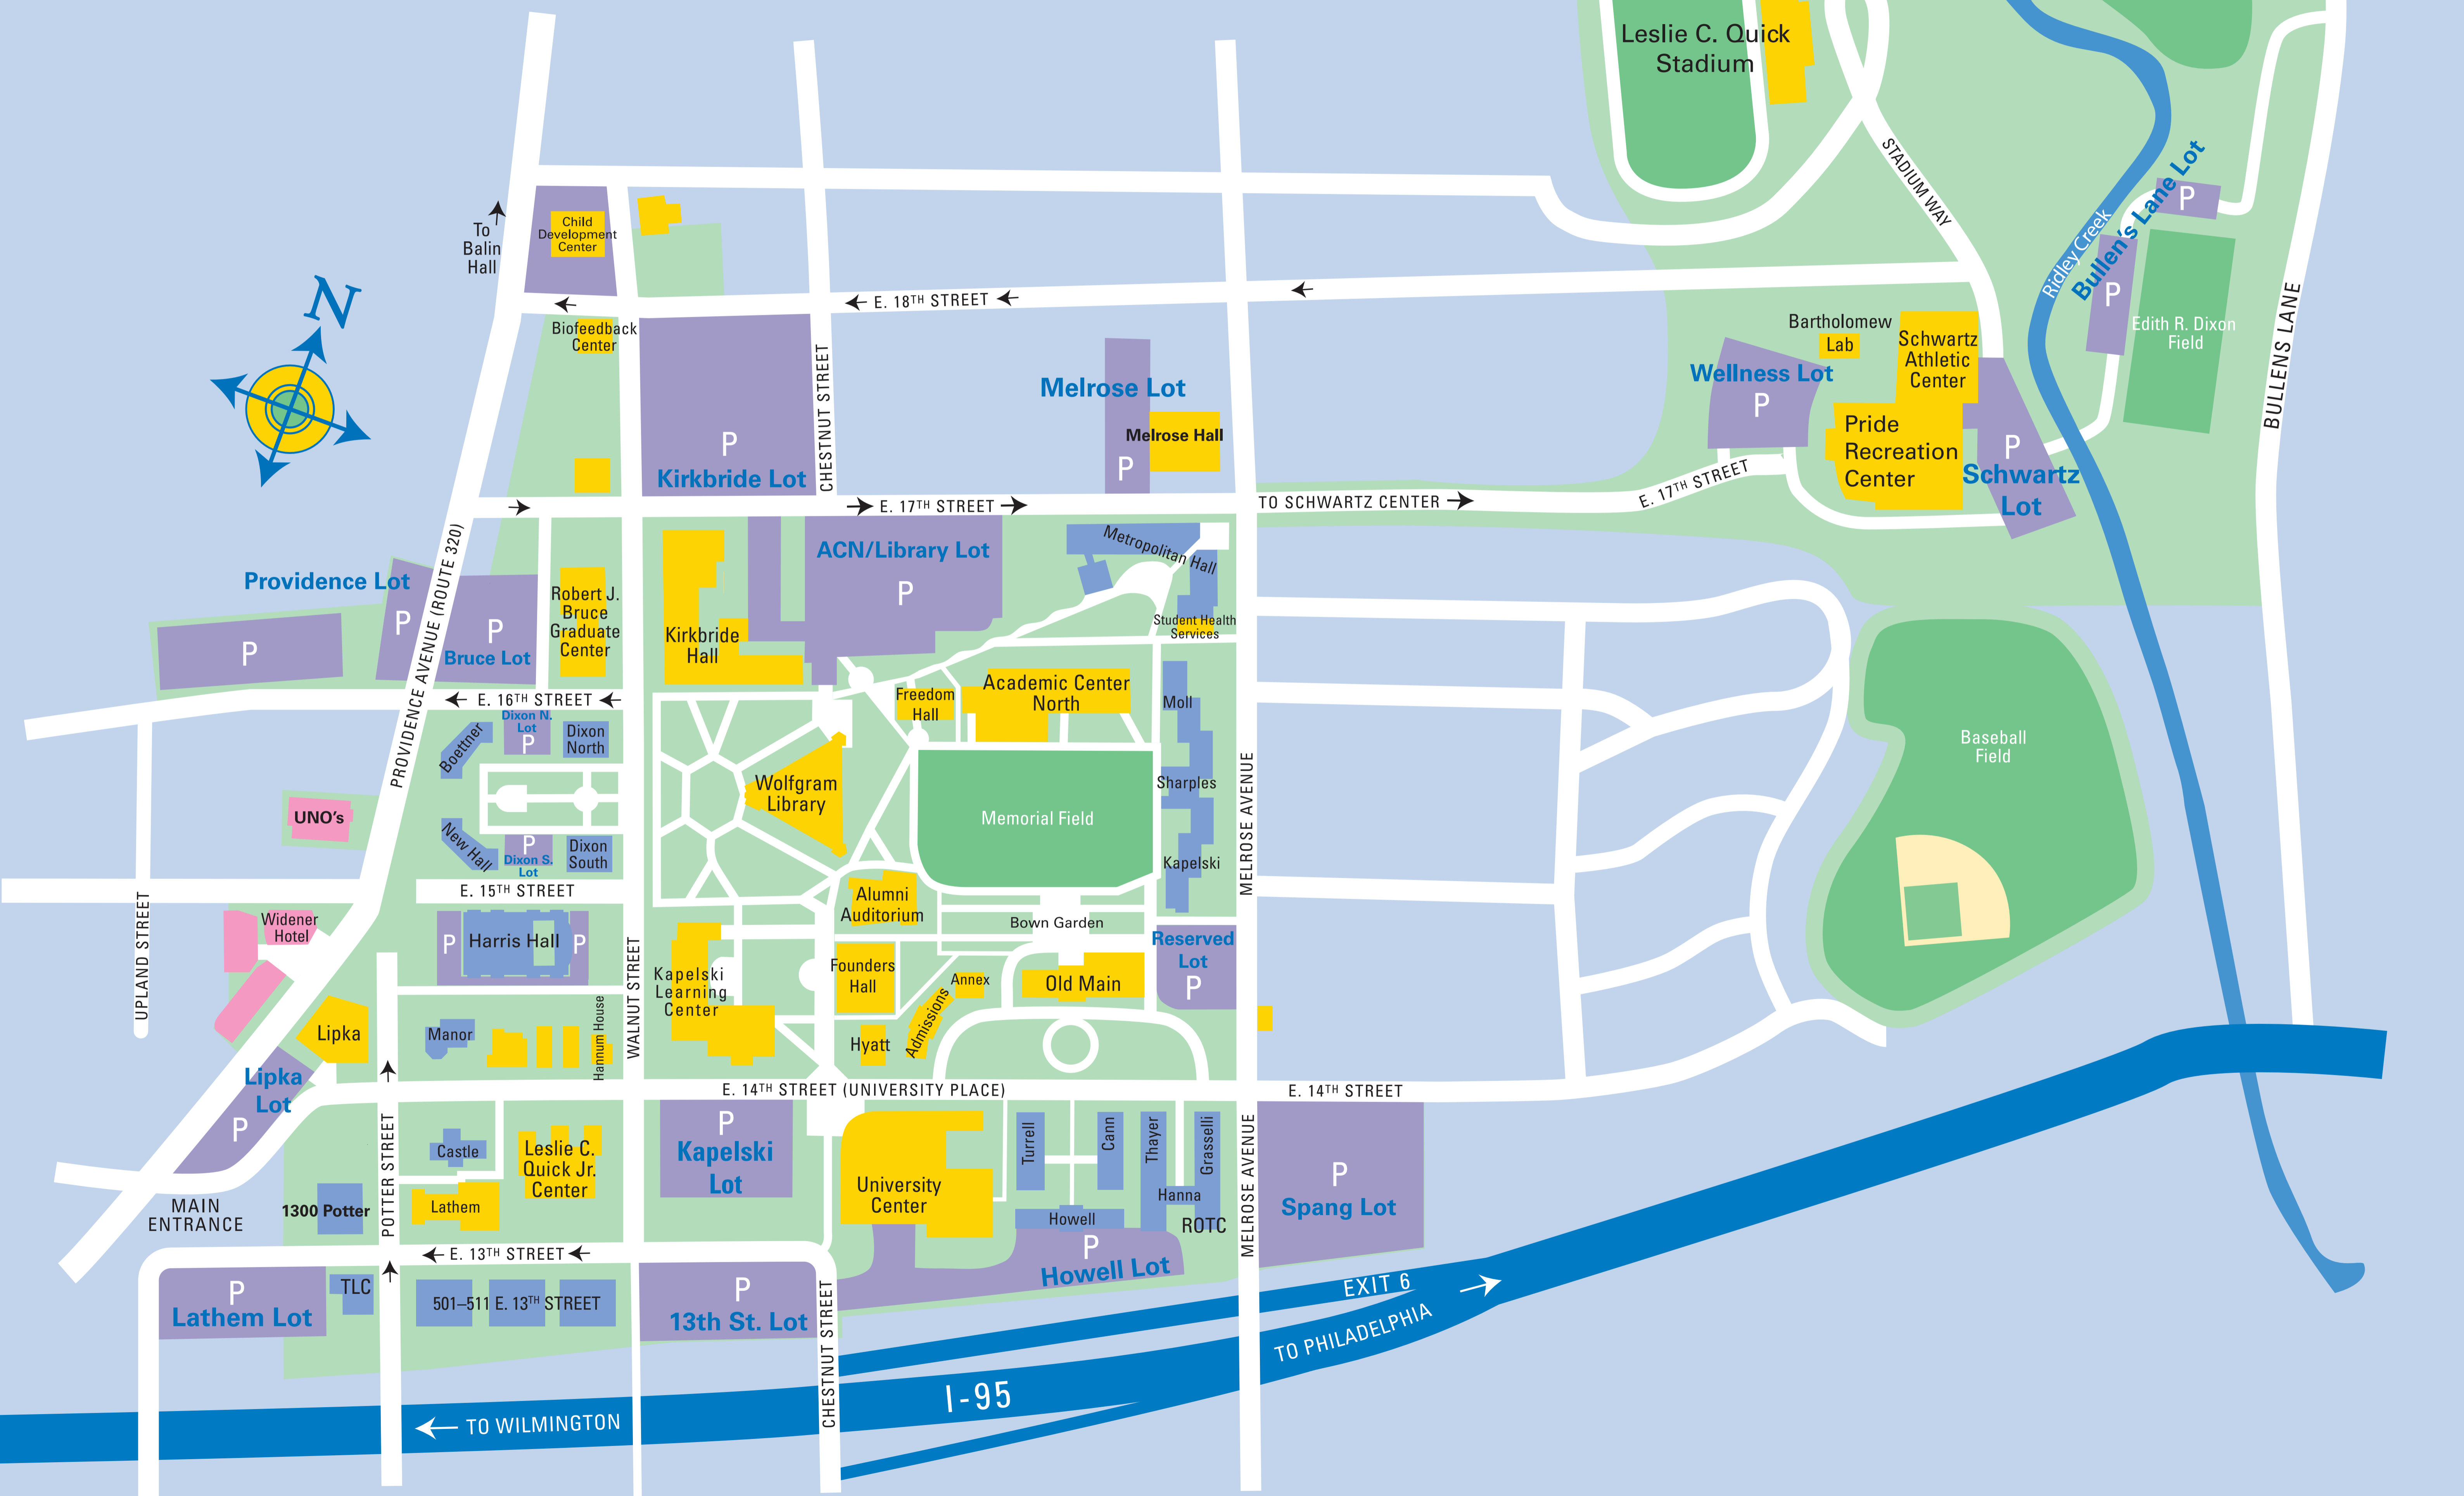 Leslie C. Quick
Stadium
STADIUM WAY
Bullen's Lane Lot
P
Ridley Creek
P
Edith R. Dixon
Field
BULLENS LANE
To
Balin
Hall
Child
Development
Center
N
E. 18TH STREET
Biofeedback
Center
CHESTNUT STREET
P
Kirkbride Lot
Melrose Lot
Melrose Hall
P
Bartholomew
Lab
Schwartz
Athletic
Center
Wellness Lot
P
Pride
Recreation
Center
P
Schwartz
Lot
E. 17TH STREET
TO SCHWARTZ CENTER
E. 17TH STREET
PROVIDENCE AVENUE (ROUTE 320)
Providence Lot
P
P
P
Bruce Lot
Robert J.
Bruce
Graduate
Center
Kirkbride
Hall
ACN/Library Lot
P
Metropolitan Hall
Student Health
Services
E. 16TH STREET
Freedom
Hall
Academic Center
North
Moll
Boettner
Dixon N.
Lot
P
Dixon
North
Wolfgram
Library
Memorial Field
Sharples
MELROSE AVENUE
Baseball
Field
UNO's
New Hall
P
Dixon S.
Lot
Dixon
South
Kapelski
E. 15TH STREET
UPLAND STREET
Widener
Hotel
P
Harris Hall
P
WALNUT STREET
Alumni
Auditorium
Bown Garden
Reserved
Lot
P
Kapelski
Learning
Center
Founders
Hall
Annex
Old Main
Admissions
Hyatt
Lipka
Manor
Hannum House
Lipka
Lot
P
E. 14TH STREET (UNIVERSITY PLACE)
E. 14TH STREET
POTTER STREET
Castle
Leslie C.
Quick Jr.
Center
P
Kapelski
Lot
University
Center
Turrell
Cann
Thayer
Grasselli
Hanna
Howell
ROTC
MELROSE AVENUE
P
Spang Lot
MAIN
ENTRANCE
1300 Potter
Lathem
E. 13TH STREET
P
Howell Lot
P
Lathem Lot
TLC
501–511 E. 13TH STREET
P
13th St. Lot
CHESTNUT STREET
EXIT 6
TO PHILADELPHIA
I-95
TO WILMINGTON